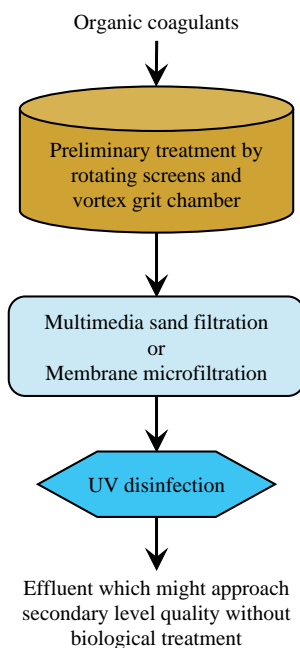 Organic coagulants
Preliminary treatment by
rotating screens and
vortex grit chamber
Multimedia sand filtration
or
Membrane microfiltration
UV disinfection
Effluent which might approach
secondary level quality without
biological treatment